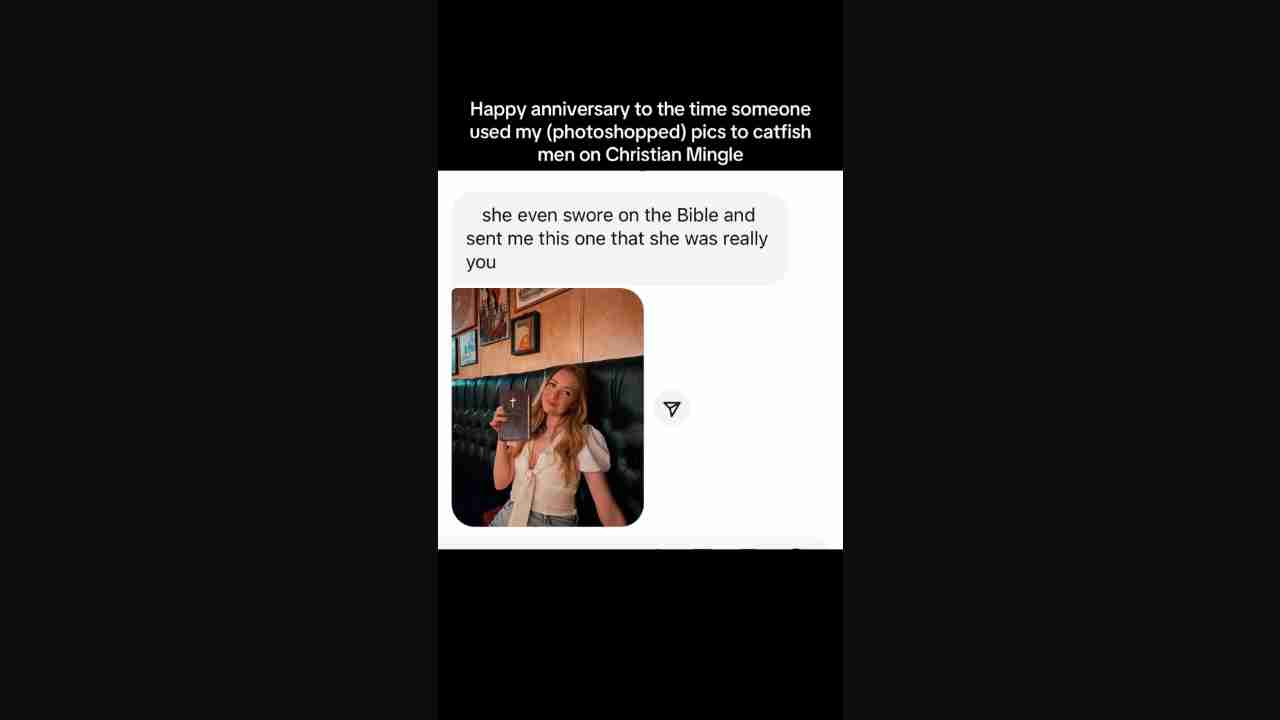 Happy anniversary to the time someone
used my (photoshopped) pics to catfish
men on Christian Mingle
she even swore on the Bible and
sent me this one that she was really
you